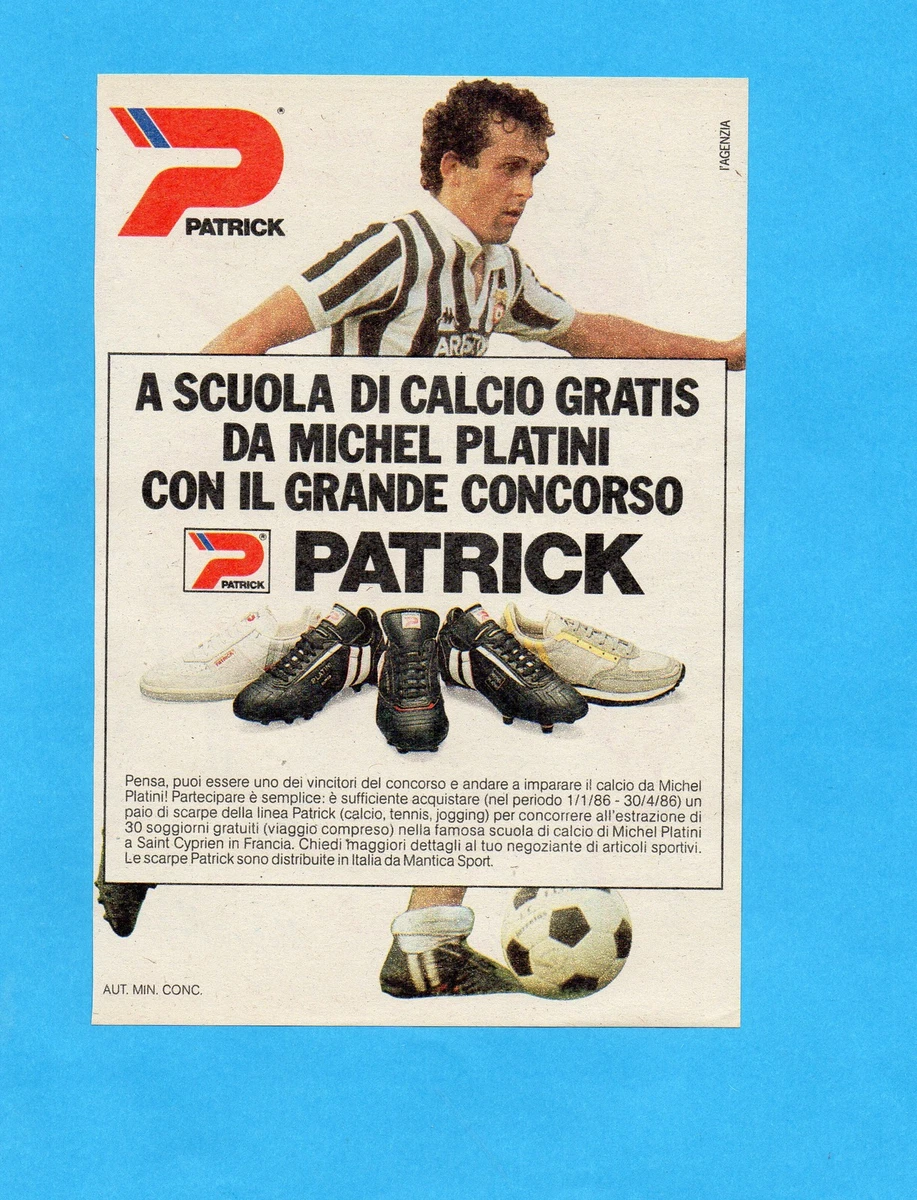 PATRICK
®
l'AGENZIA
ARISTON
A SCUOLA DI CALCIO GRATIS
DA MICHEL PLATINI
CON IL GRANDE CONCORSO
PATRICK
®
PATRICK
Pensa, puoi essere uno dei vincitori del concorso e andare a imparare il calcio da Michel
Platini! Partecipare è semplice: è sufficiente acquistare (nel periodo 1/1/86 - 30/4/86) un
paio di scarpe della linea Patrick (calcio, tennis, jogging) per concorrere all'estrazione di
30 soggiorni gratuiti (viaggio compreso) nella famosa scuola di calcio di Michel Platini
a Saint Cyprien in Francia. Chiedi maggiori dettagli al tuo negoziante di articoli sportivi.
Le scarpe Patrick sono distribuite in Italia da Mantica Sport.
AUT. MIN. CONC.